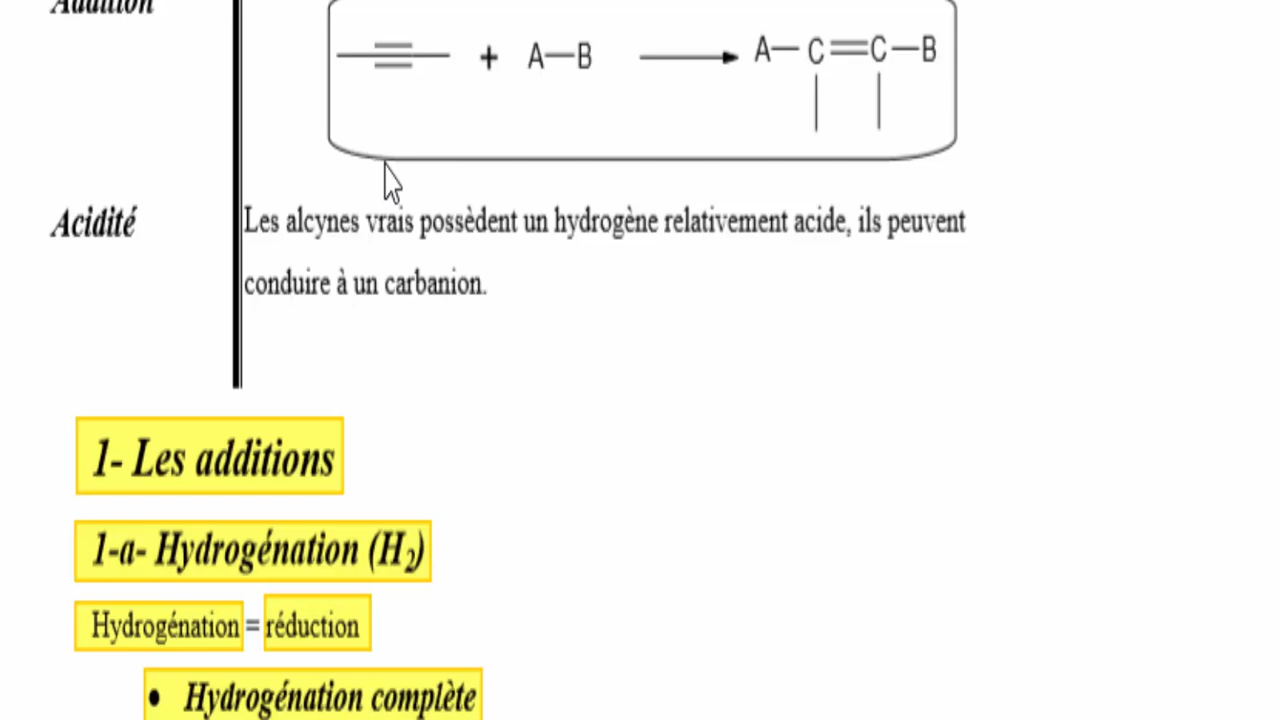 Addition
+ A—B A—C=C—B
Acidité
Les alcynes vrais possèdent un hydrogène relativement acide, ils peuvent
conduire à un carbanion.
1- Les additions
1-a- Hydrogénation (H₂)
Hydrogénation = réduction
• Hydrogénation complète